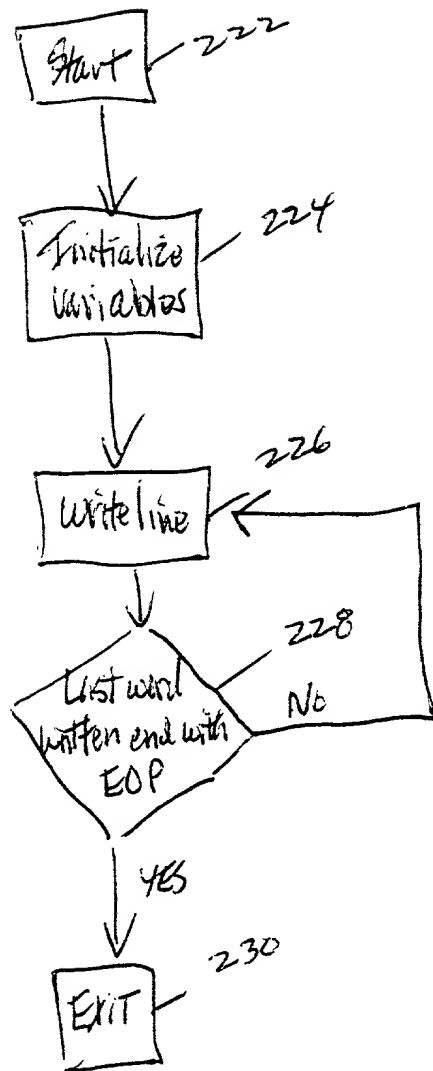 Start
222
Initialize
variables
224
write line
226
Last word
written end with
EOP
228
No
YES
EXIT
230